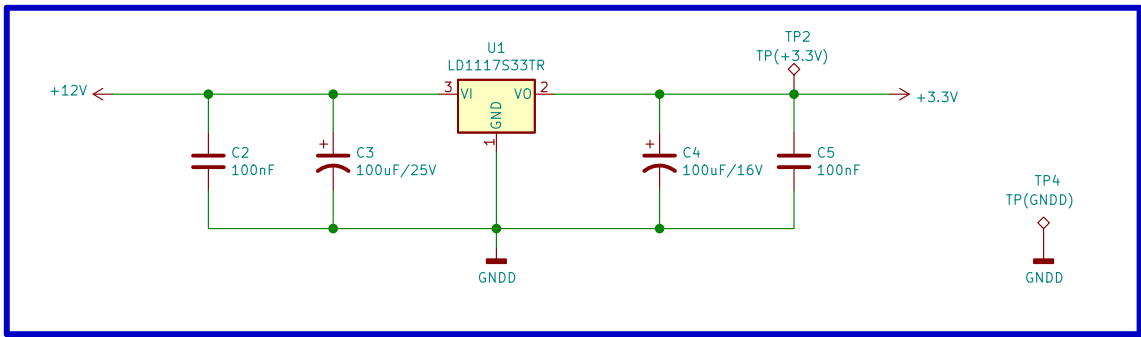 U1
LD1117S33TR
TP2
TP(+3.3V)
+12V
3
VI
VO
2
+3.3V
GND
1
+
C2
100nF
C3
100uF/25V
+
C4
100uF/16V
C5
100nF
TP4
TP(GNDD)
GNDD
GNDD